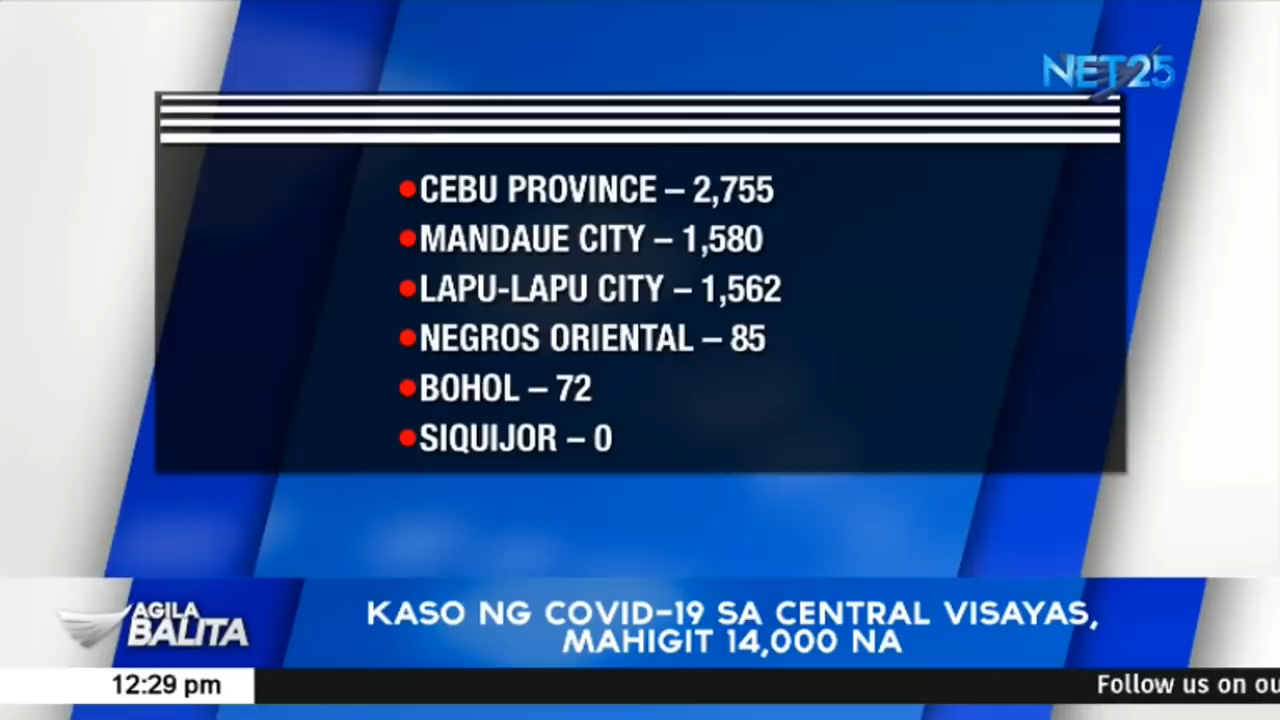 NET25
CEBU PROVINCE – 2,755
MANDAUE CITY – 1,580
LAPU-LAPU CITY – 1,562
NEGROS ORIENTAL – 85
BOHOL – 72
SIQUIJOR – 0
AGILA
BALITA
KASO NG COVID-19 SA CENTRAL VISAYAS,
MAHIGIT 14,000 NA
12:29 pm
Follow us on ou